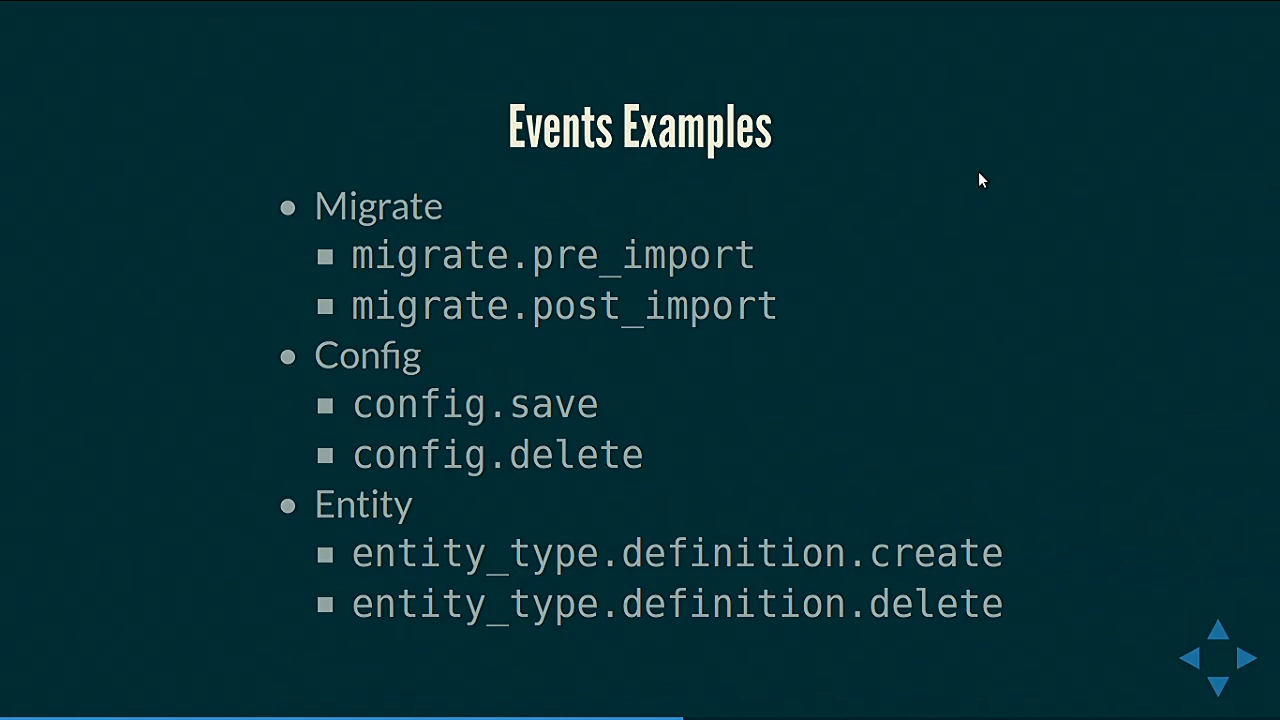 Events Examples
Migrate
migrate.pre_import
migrate.post_import
Config
config.save
config.delete
Entity
entity_type.definition.create
entity_type.definition.delete